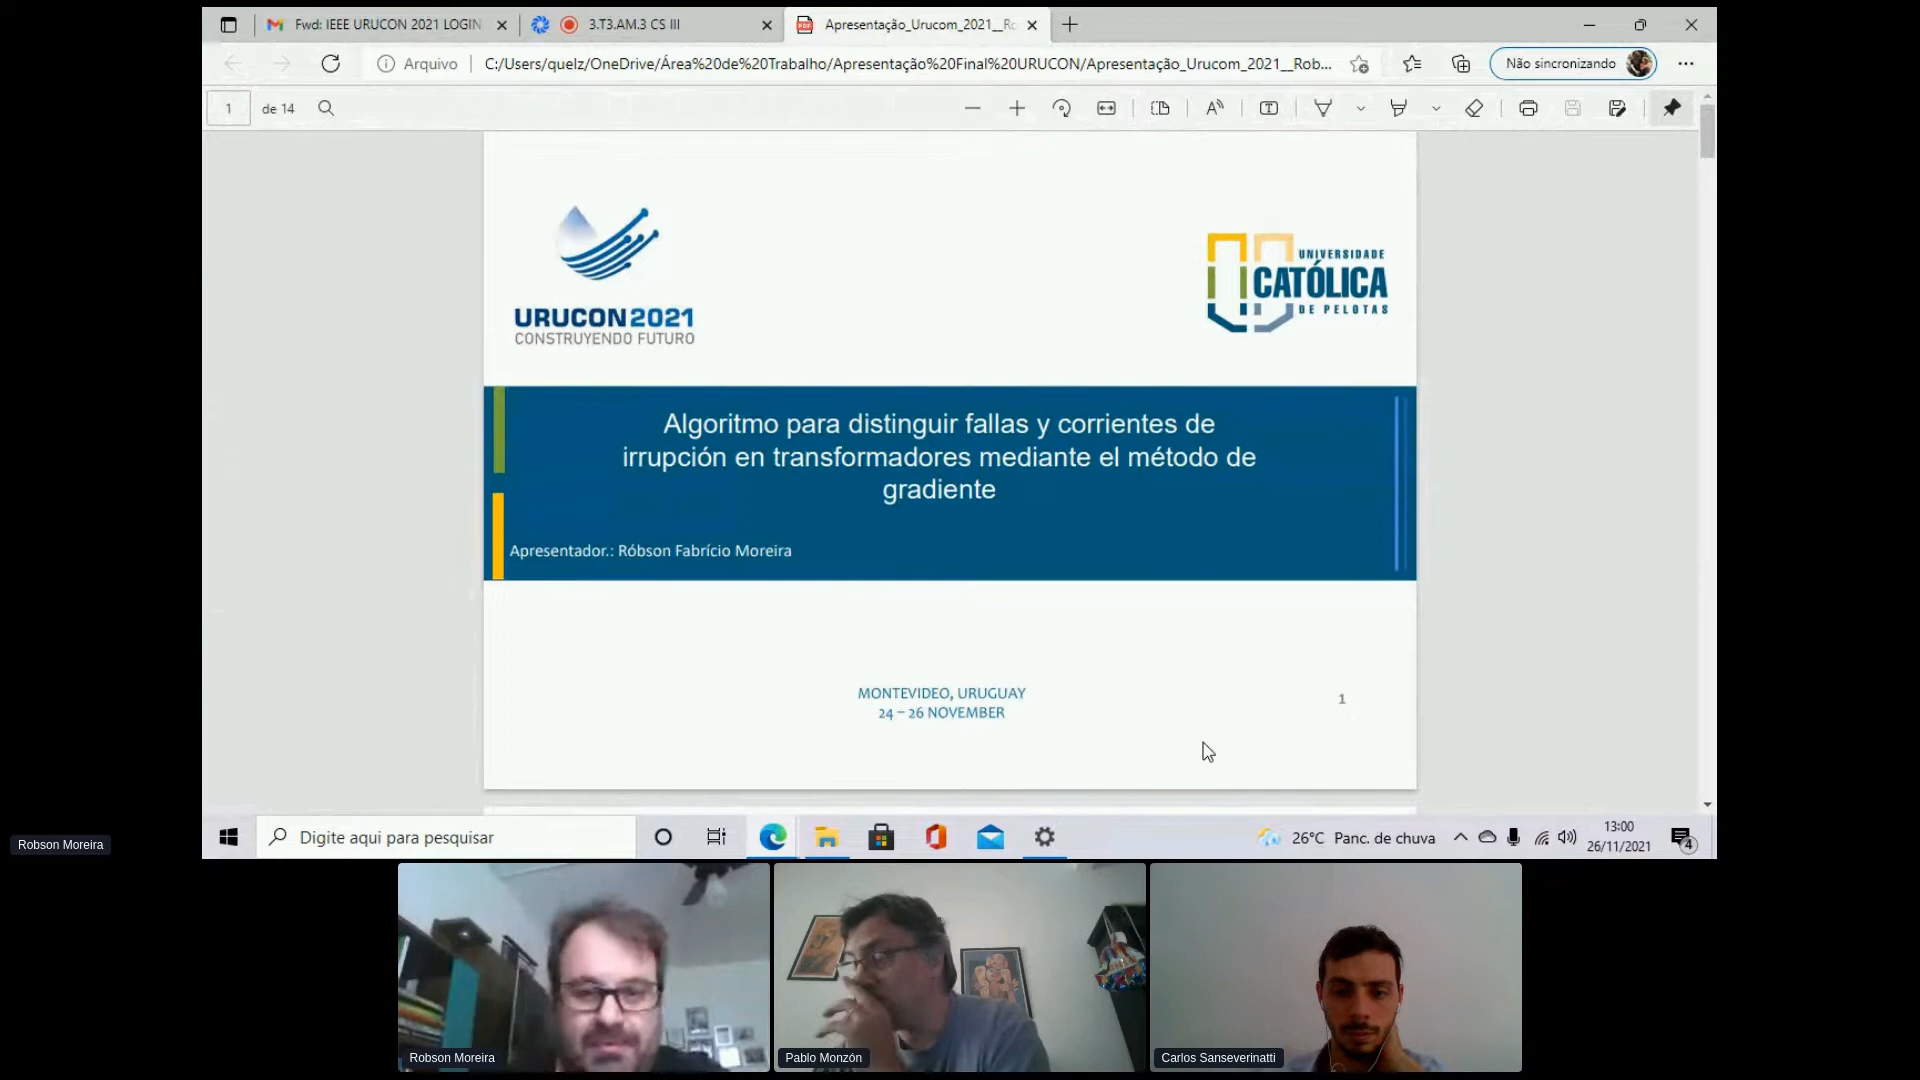 Fwd: IEEE URUCON 2021 LOGIN
3.T3.AM.3 CS III
Apresentação_Urucom_2021__Ro
Arquivo
C:/Users/quelz/OneDrive/Área%20de%20Trabalho/Apresentação%20Final%20URUCON/Apresentação_Urucom_2021__Rob...
Não sincronizando
1
de 14
URUCON2021
CONSTRUYENDO FUTURO
UNIVERSIDADE
CATÓLICA
DE PELOTAS
Algoritmo para distinguir fallas y corrientes de
irrupción en transformadores mediante el método de
gradiente
Apresentador.: Róbson Fabrício Moreira
MONTEVIDEO, URUGUAY
24 – 26 NOVEMBER
1
Digite aqui para pesquisar
26°C Panc. de chuva
13:00
26/11/2021
4
Robson Moreira
Robson Moreira
Pablo Monzón
Carlos Sanseverinatti